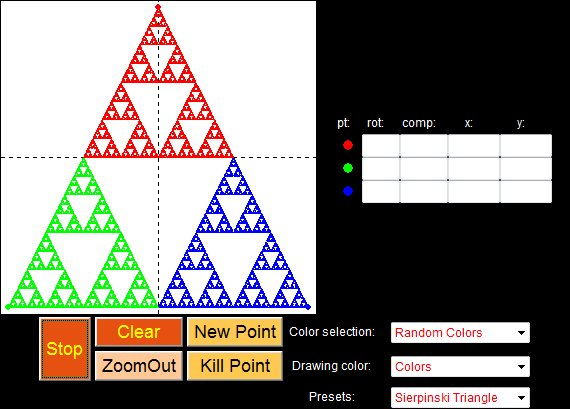 pt: rot: comp: x: y:
Stop
Clear
New Point
ZoomOut
Kill Point
Color selection: Random Colors
Drawing color: Colors
Presets: Sierpinski Triangle